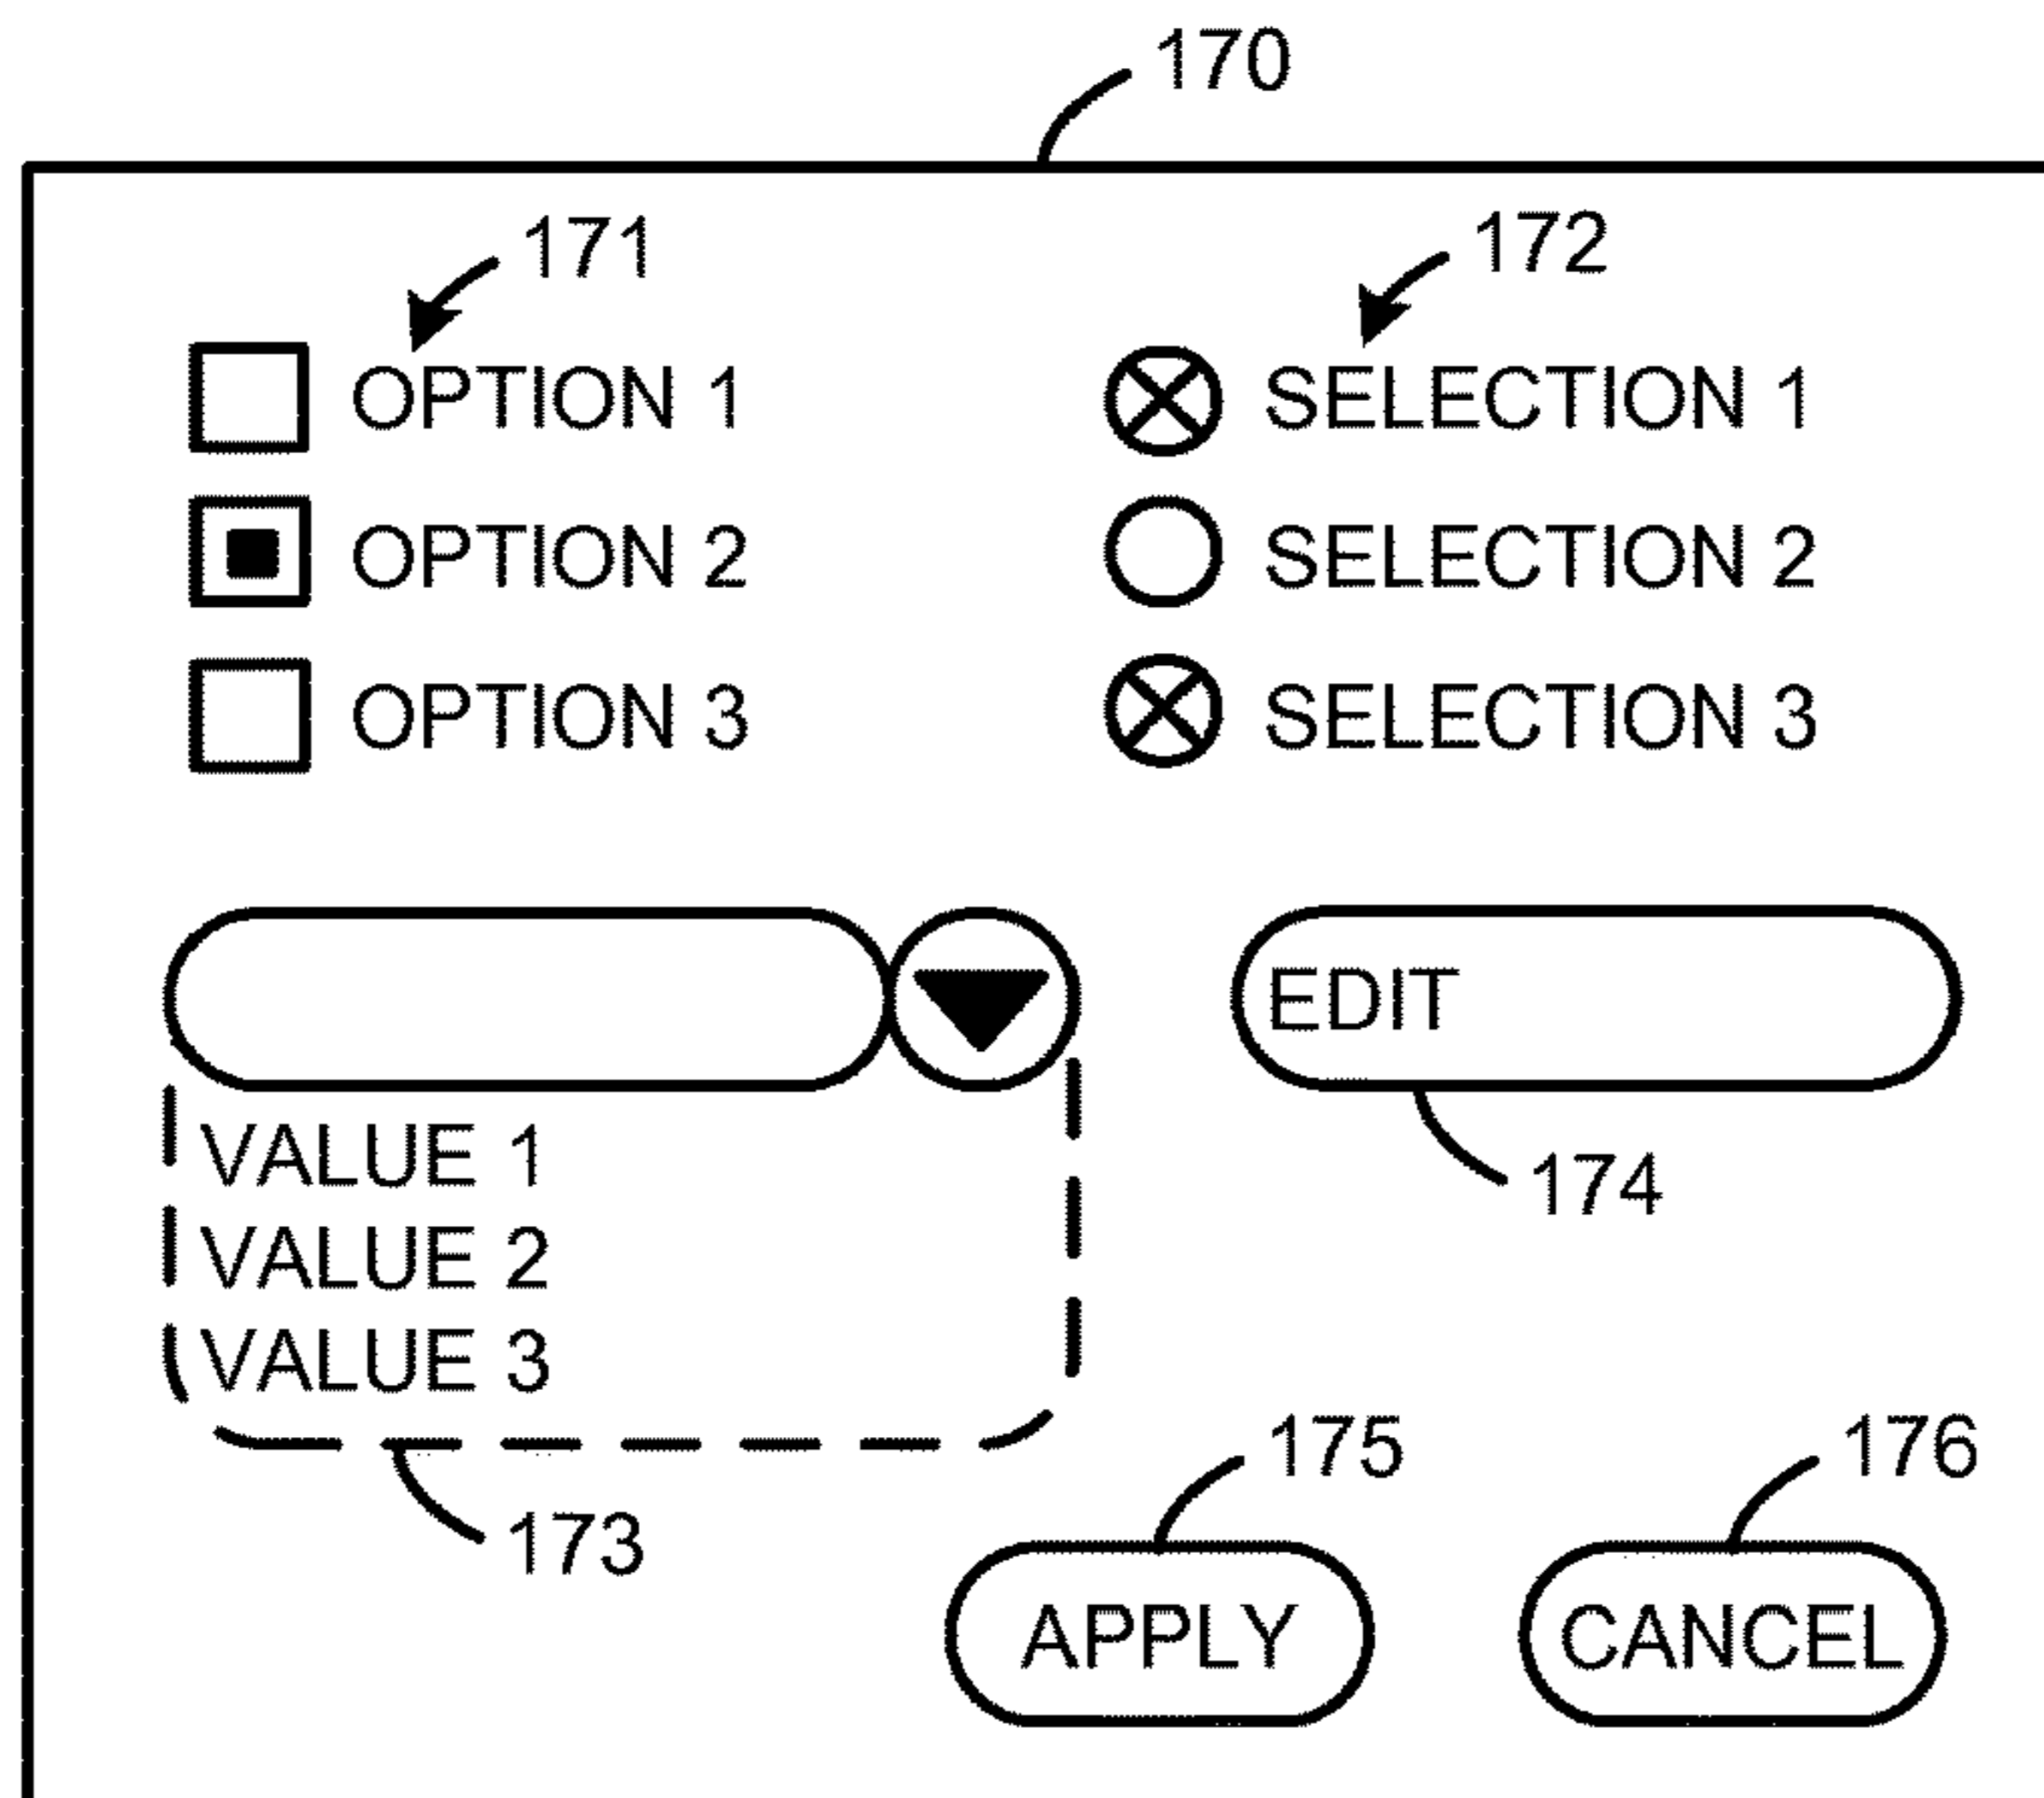 170
171
172
OPTION 1
SELECTION 1
OPTION 2
SELECTION 2
OPTION 3
SELECTION 3
EDIT
VALUE 1
174
VALUE 2
VALUE 3
175
176
173
APPLY
CANCEL